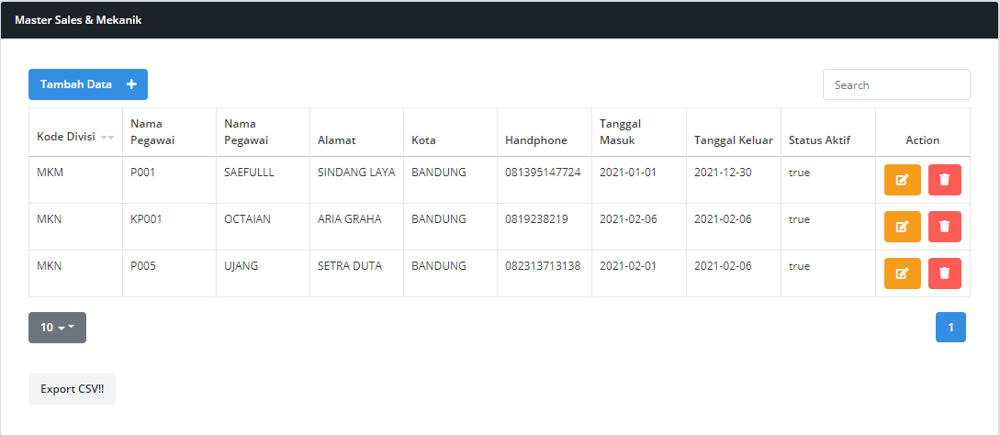 Master Sales & Mekanik
Tambah Data +
Search
Kode Divisi Nama Pegawai Nama Pegawai Alamat Kota Handphone Tanggal Masuk Tanggal Keluar Status Aktif Action
MKM P001 SAEFULLL SINDANG LAYA BANDUNG 081395147724 2021-01-01 2021-12-30 true
MKN KP001 OCTAIAN ARIA GRAHA BANDUNG 0819238219 2021-02-06 2021-02-06 true
MKN P005 UJANG SETRA DUTA BANDUNG 082313713138 2021-02-01 2021-02-06 true
10
1
Export CSV!!